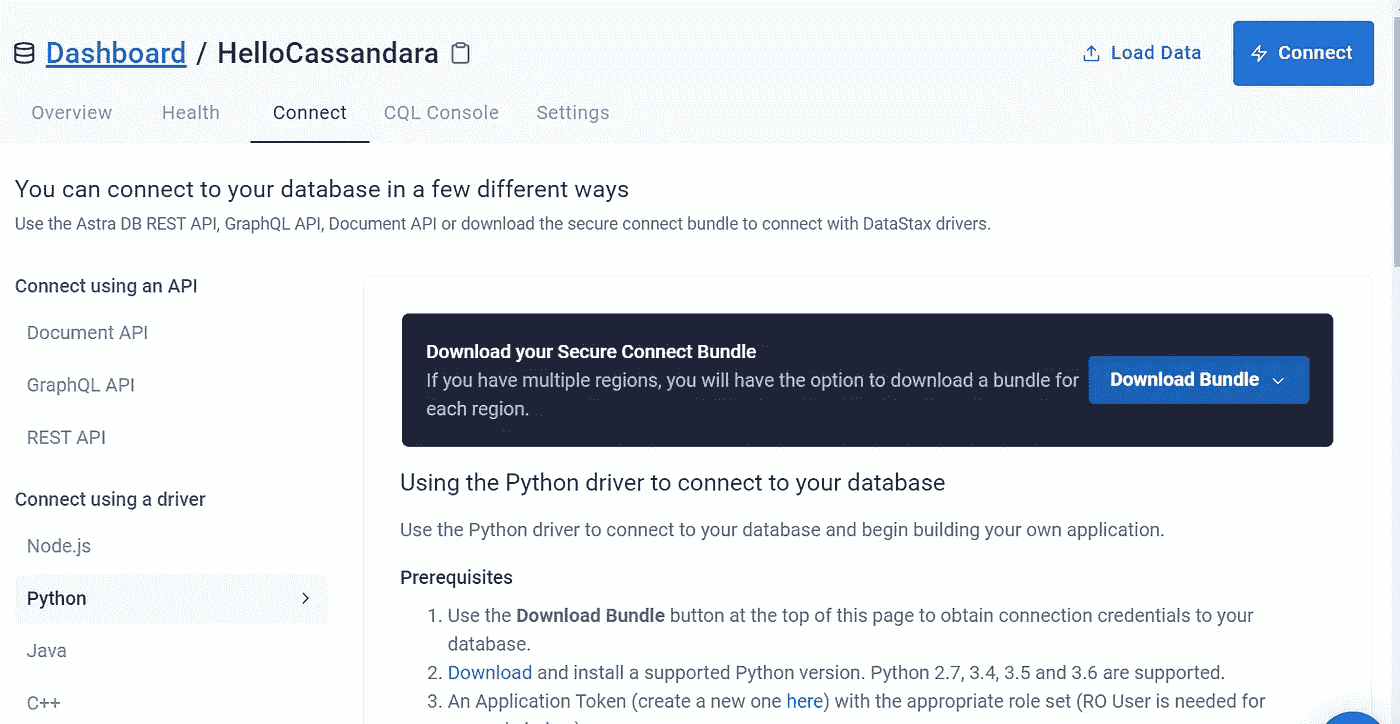 Dashboard / HelloCassandara
Load Data
Connect
Overview Health Connect CQL Console Settings
You can connect to your database in a few different ways
Use the Astra DB REST API, GraphQL API, Document API or download the secure connect bundle to connect with DataStax drivers.
Connect using an API
Document API
GraphQL API
REST API
Connect using a driver
Node.js
Python
Java
C++
Download your Secure Connect Bundle
If you have multiple regions, you will have the option to download a bundle for
each region.
Download Bundle
Using the Python driver to connect to your database
Use the Python driver to connect to your database and begin building your own application.
Prerequisites
1. Use the Download Bundle button at the top of this page to obtain connection credentials to your
database.
2. Download and install a supported Python version. Python 2.7, 3.4, 3.5 and 3.6 are supported.
3. An Application Token (create a new one here) with the appropriate role set (RO User is needed for